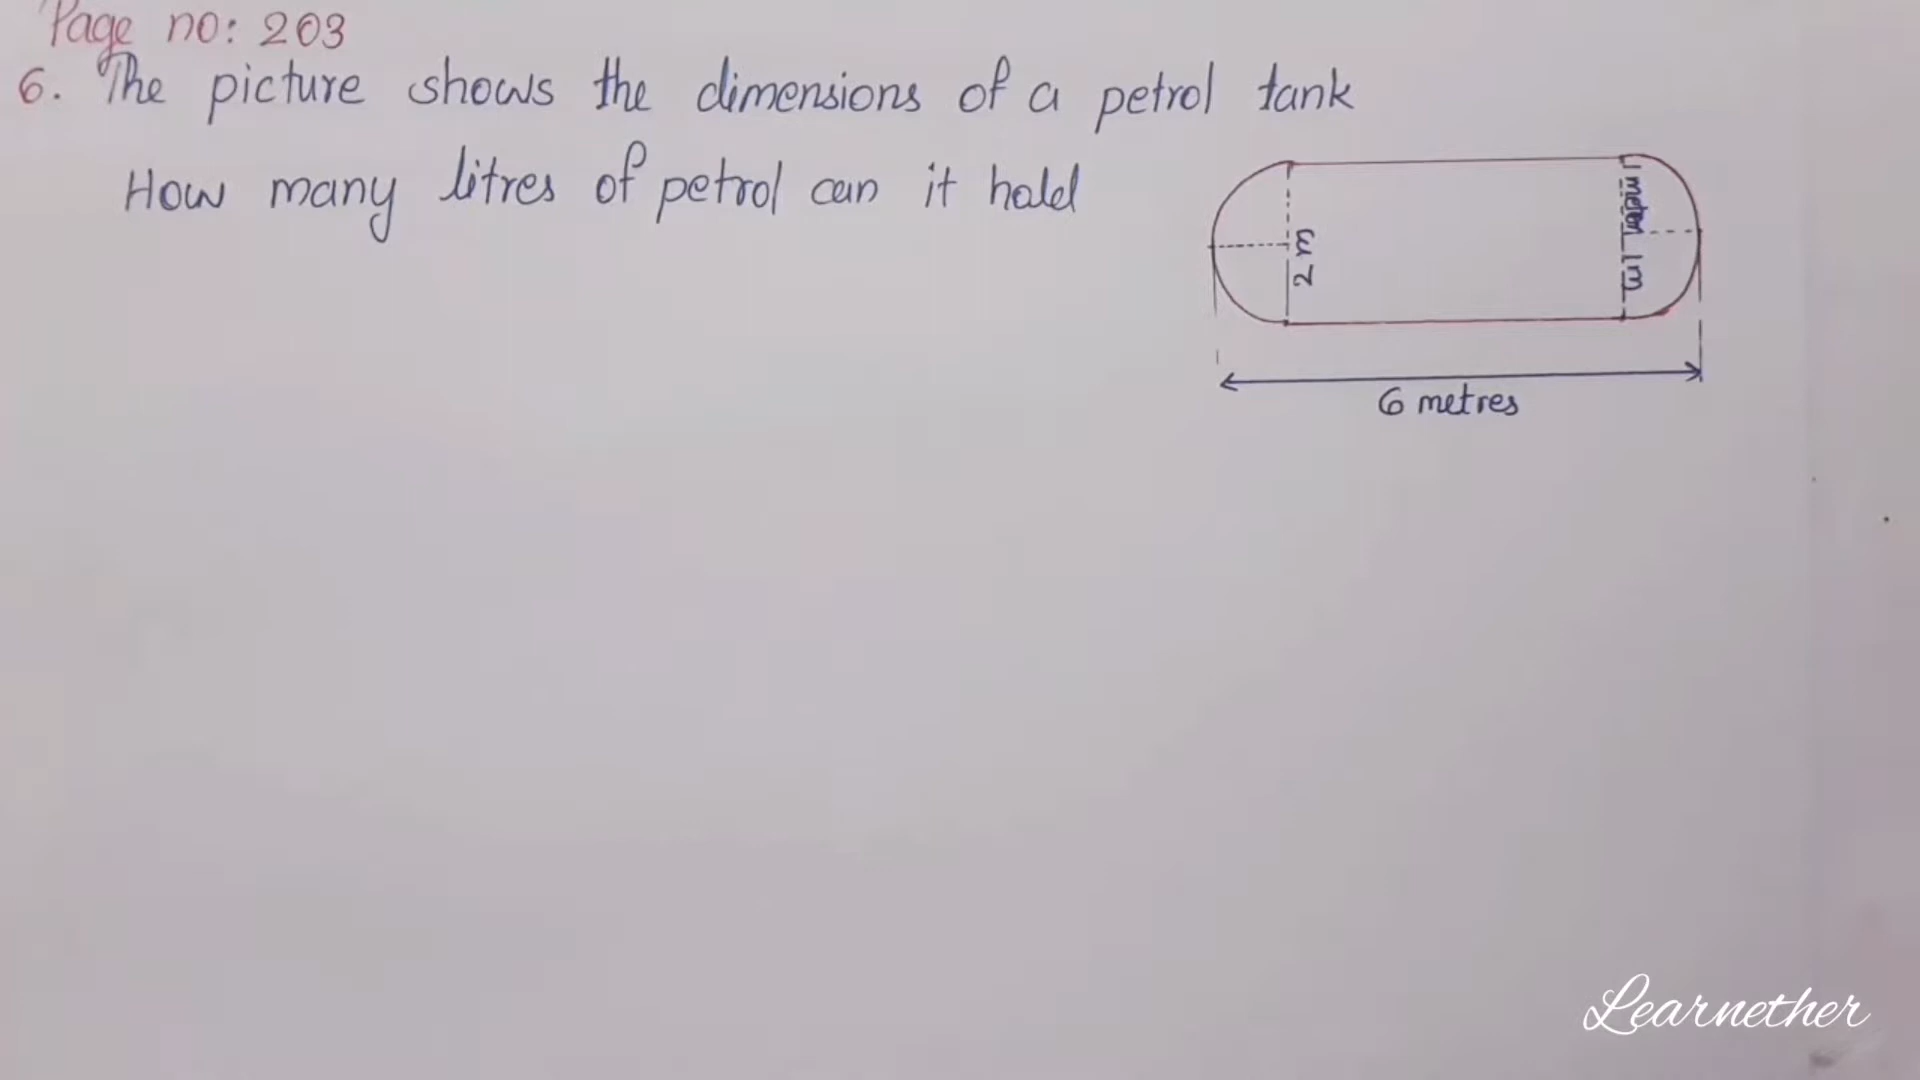 Page no: 203
6. The picture shows the dimensions of a petrol tank
How many litres of petrol can it hold
2 m
1m
6 metres
Learnether